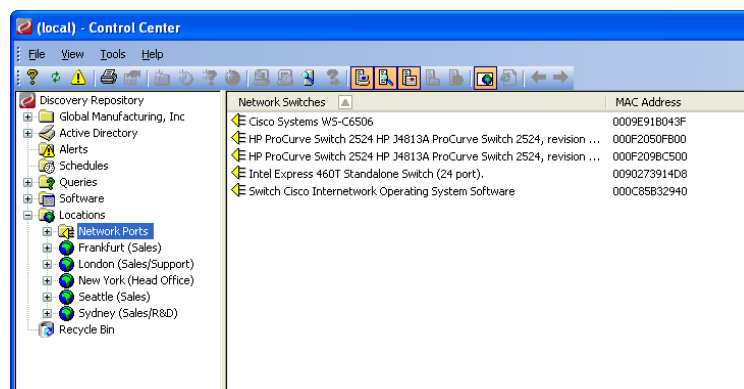 (local) - Control Center
File View Tools Help
Discovery Repository
Global Manufacturing, Inc
Active Directory
Alerts
Schedules
Queries
Software
Locations
Network Ports
Frankfurt (Sales)
London (Sales/Support)
New York (Head Office)
Seattle (Sales)
Sydney (Sales/R&D)
Recycle Bin
Network Switches MAC Address
Cisco Systems WS-C6506 0009E91B043F
HP ProCurve Switch 2524 HP J4813A ProCurve Switch 2524, revision ... 000F2050FB00
HP ProCurve Switch 2524 HP J4813A ProCurve Switch 2524, revision ... 000F209BC500
Intel Express 460T Standalone Switch (24 port). 0090273914D8
Switch Cisco Internetwork Operating System Software 000C85B32940